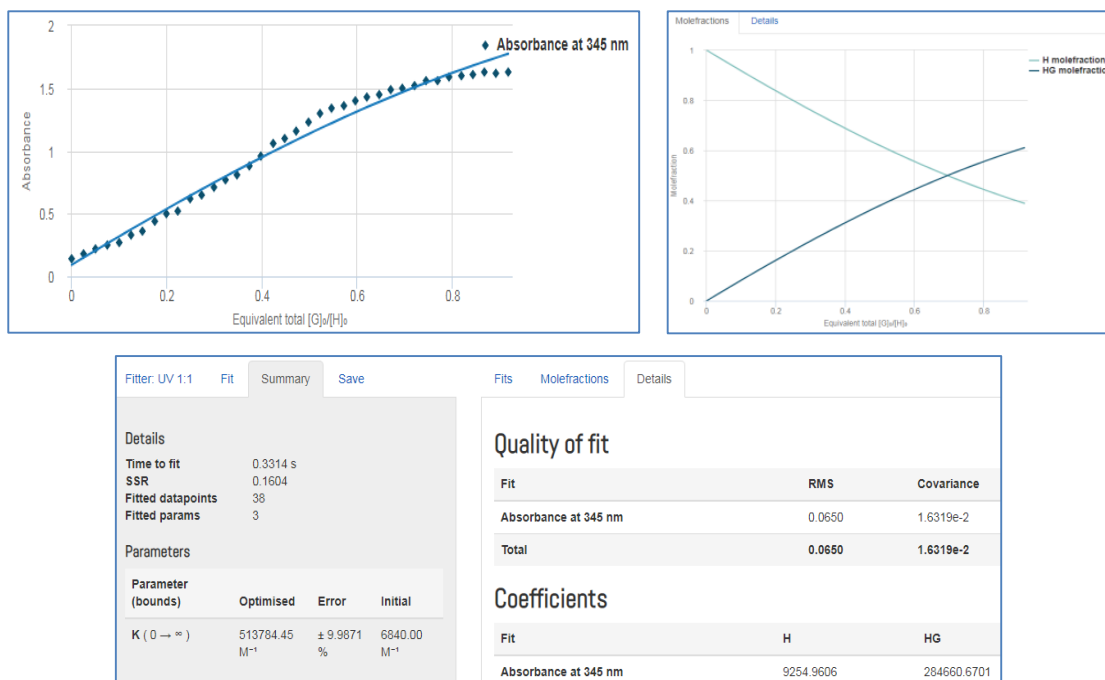 2
1.5
1
0.5
0
0 0.2 0.4 0.6 0.8
Absorbance
Absorbance at 345 nm
Equivalent total [G]₀/[H]₀
Molefractions Details
1
0.8
0.6
0.4
0.2
0
0 0.2 0.4 0.6 0.8
Molefraction
H molefraction
HG molefractio
Equivalent total [G]₀/[H]₀
Fitter: UV 1:1 Fit Summary Save
Details
Time to fit 0.3314 s
SSR 0.1604
Fitted datapoints 38
Fitted params 3
Parameters
Parameter
(bounds) Optimised Error Initial
K ( 0 → ∞ ) 513784.45 ± 9.9871 6840.00
M⁻¹ % M⁻¹
Fits Molefractions Details
Quality of fit
Fit RMS Covariance
Absorbance at 345 nm 0.0650 1.6319e-2
Total 0.0650 1.6319e-2
Coefficients
Fit H HG
Absorbance at 345 nm 9254.9606 284660.6701